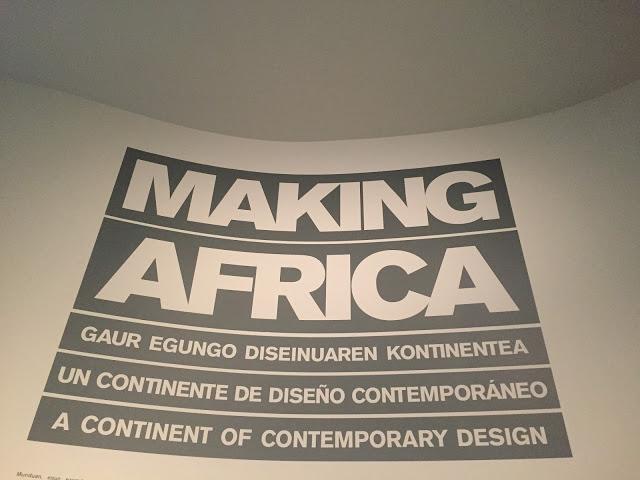 MAKING
AFRICA
GAUR EGUNGO DISEINUAREN KONTINENTEA
UN CONTINENTE DE DISEÑO CONTEMPORÁNEO
A CONTINENT OF CONTEMPORARY DESIGN